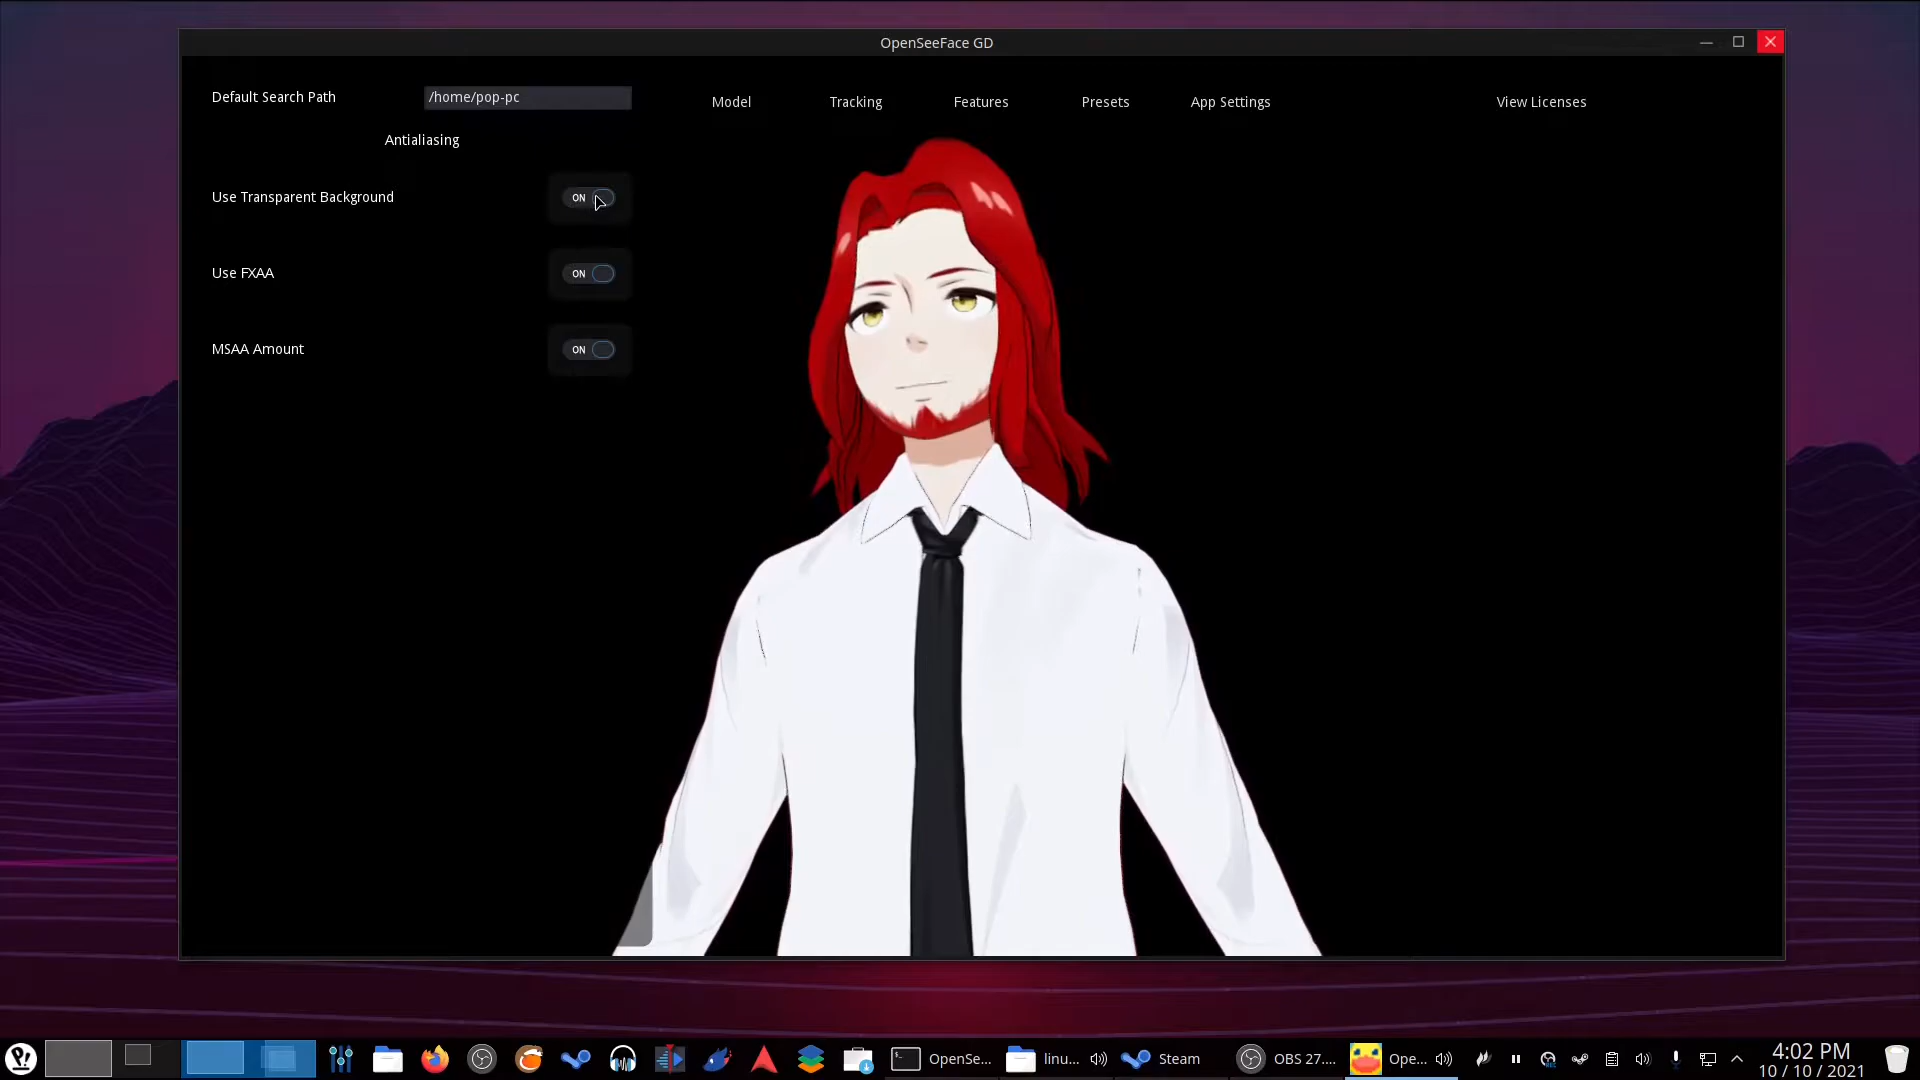 OpenSeeFace GD
Default Search Path
/home/pop-pc
Model
Tracking
Features
Presets
App Settings
View Licenses
Antialiasing
Use Transparent Background
ON
Use FXAA
ON
MSAA Amount
ON
OpenSe...
linu...
Steam
OBS 27....
Ope...
4:02 PM
10 / 10 / 2021